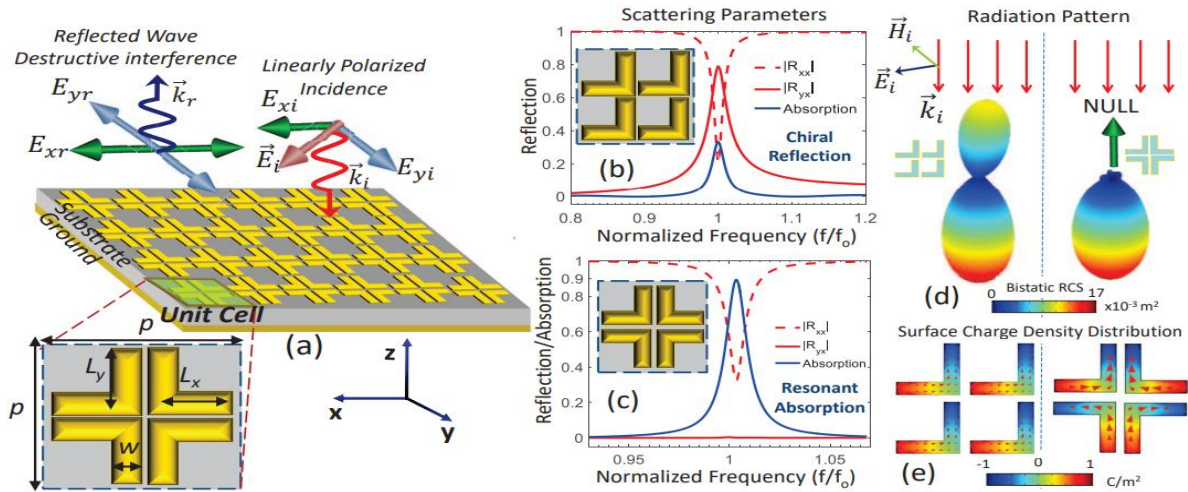 Reflected Wave
Destructive interference
E_yr
k_r
E_xr
Linearly Polarized
Incidence
E_xi
E_i
k_i
E_yi
Substrate
Ground
Unit Cell
(a)
p
L_y
L_x
p
w
z
x
y
Scattering Parameters
Reflection
1
0.8
0.6
0.4
0.2
0
|R_xx|
|R_yx|
Absorption
(b)
Chiral
Reflection
0.8
0.9
1
1.1
1.2
Normalized Frequency (f/f_o)
Reflection/Absorption
1
0.9
0.8
0.6
0.4
0.2
0
|R_xx|
|R_yx|
Absorption
(c)
Resonant
Absorption
0.95
1
1.05
Normalized Frequency (f/f_o)
Radiation Pattern
H_i
E_i
k_i
NULL
(d)
Bistatic RCS
0
17
x10⁻³ m²
Surface Charge Density Distribution
(e)
-1
0
1
C/m²